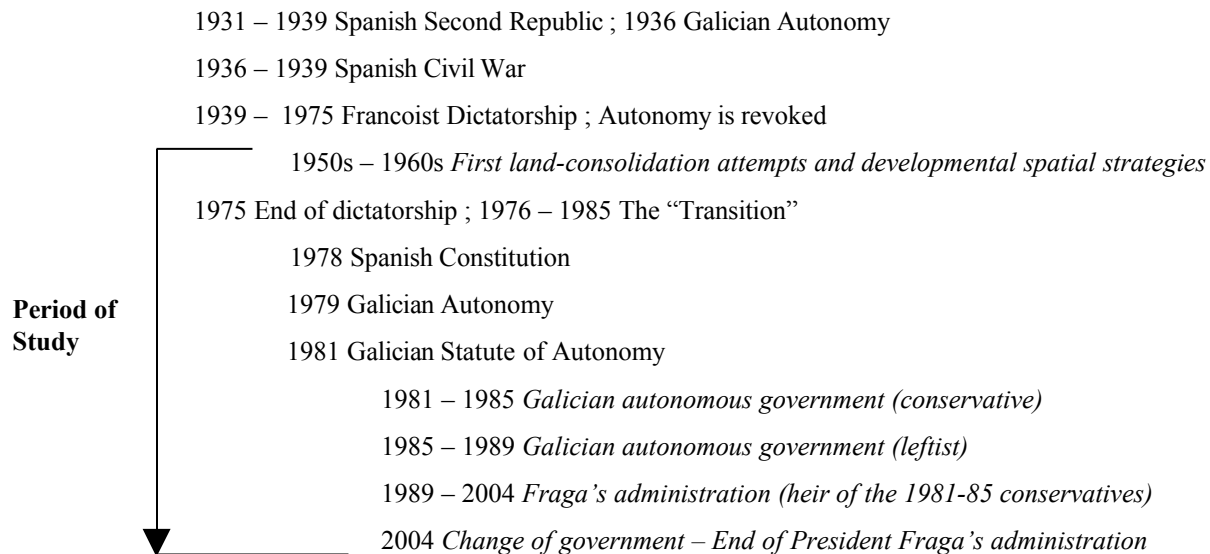 1931 – 1939 Spanish Second Republic ; 1936 Galician Autonomy
1936 – 1939 Spanish Civil War
1939 – 1975 Francoist Dictatorship ; Autonomy is revoked
1950s – 1960s First land-consolidation attempts and developmental spatial strategies
1975 End of dictatorship ; 1976 – 1985 The “Transition”
1978 Spanish Constitution
Period of
Study
1979 Galician Autonomy
1981 Galician Statute of Autonomy
1981 – 1985 Galician autonomous government (conservative)
1985 – 1989 Galician autonomous government (leftist)
1989 – 2004 Fraga’s administration (heir of the 1981-85 conservatives)
2004 Change of government – End of President Fraga’s administration